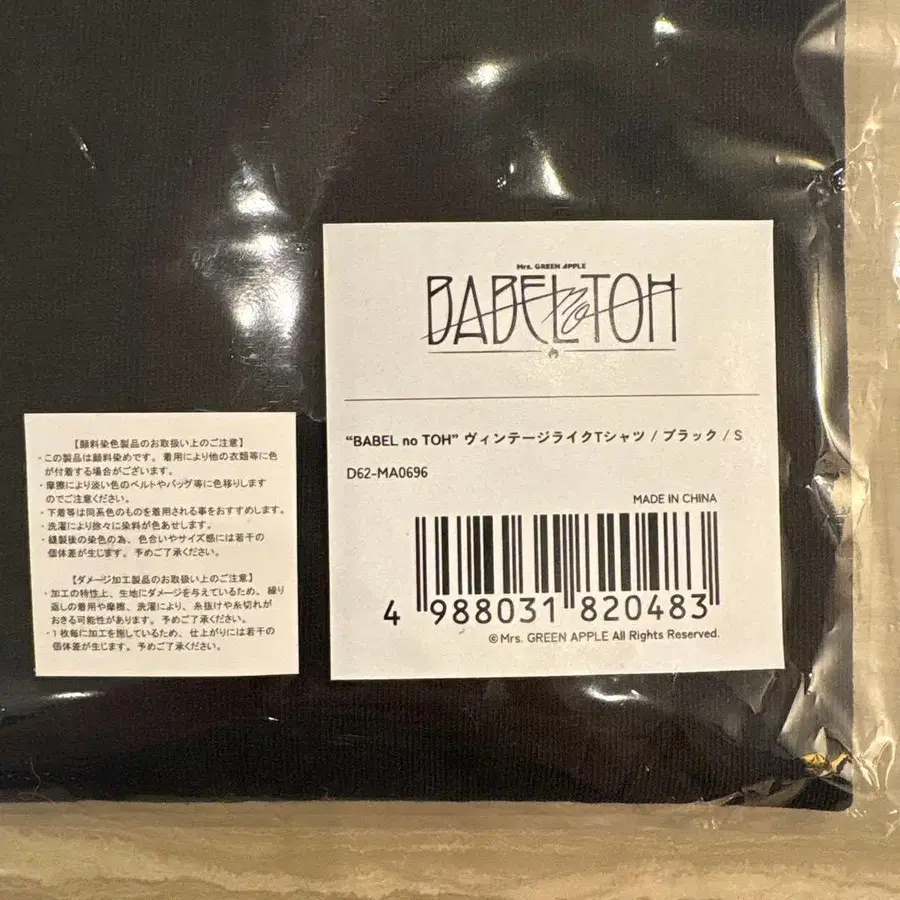 Mrs. GREEN APPLE
BABEL no TOH
“BABEL no TOH” ヴィンテージライクTシャツ / ブラック / S
D62-MA0696
MADE IN CHINA
4 988031 820483
©Mrs. GREEN APPLE All Rights Reserved.
【顔料染色製品のお取扱い上のご注意】
・この製品は顔料染めです。着用により他の衣類等に色
が付着する場合がございます。
・摩擦により淡い色のベルトやバッグ等に色移りします
のでご注意ください。
・下着等は同系色のものを着用される事をおすすめします。
・洗濯により徐々に染料が色あせします。
・縫製後の染色の為、色合いやサイズ感には若干の
個体差が生じます。予めご了承ください。
【ダメージ加工製品のお取扱い上のご注意】
・加工の特性上、生地にダメージを与えているため、繰り
返しの着用や摩擦、洗濯により、糸抜けや糸切れが
おきる可能性があります。予めご了承ください。
・1枚毎に加工を施しているため、仕上がりには若干の
個体差が生じます。予めご了承ください。